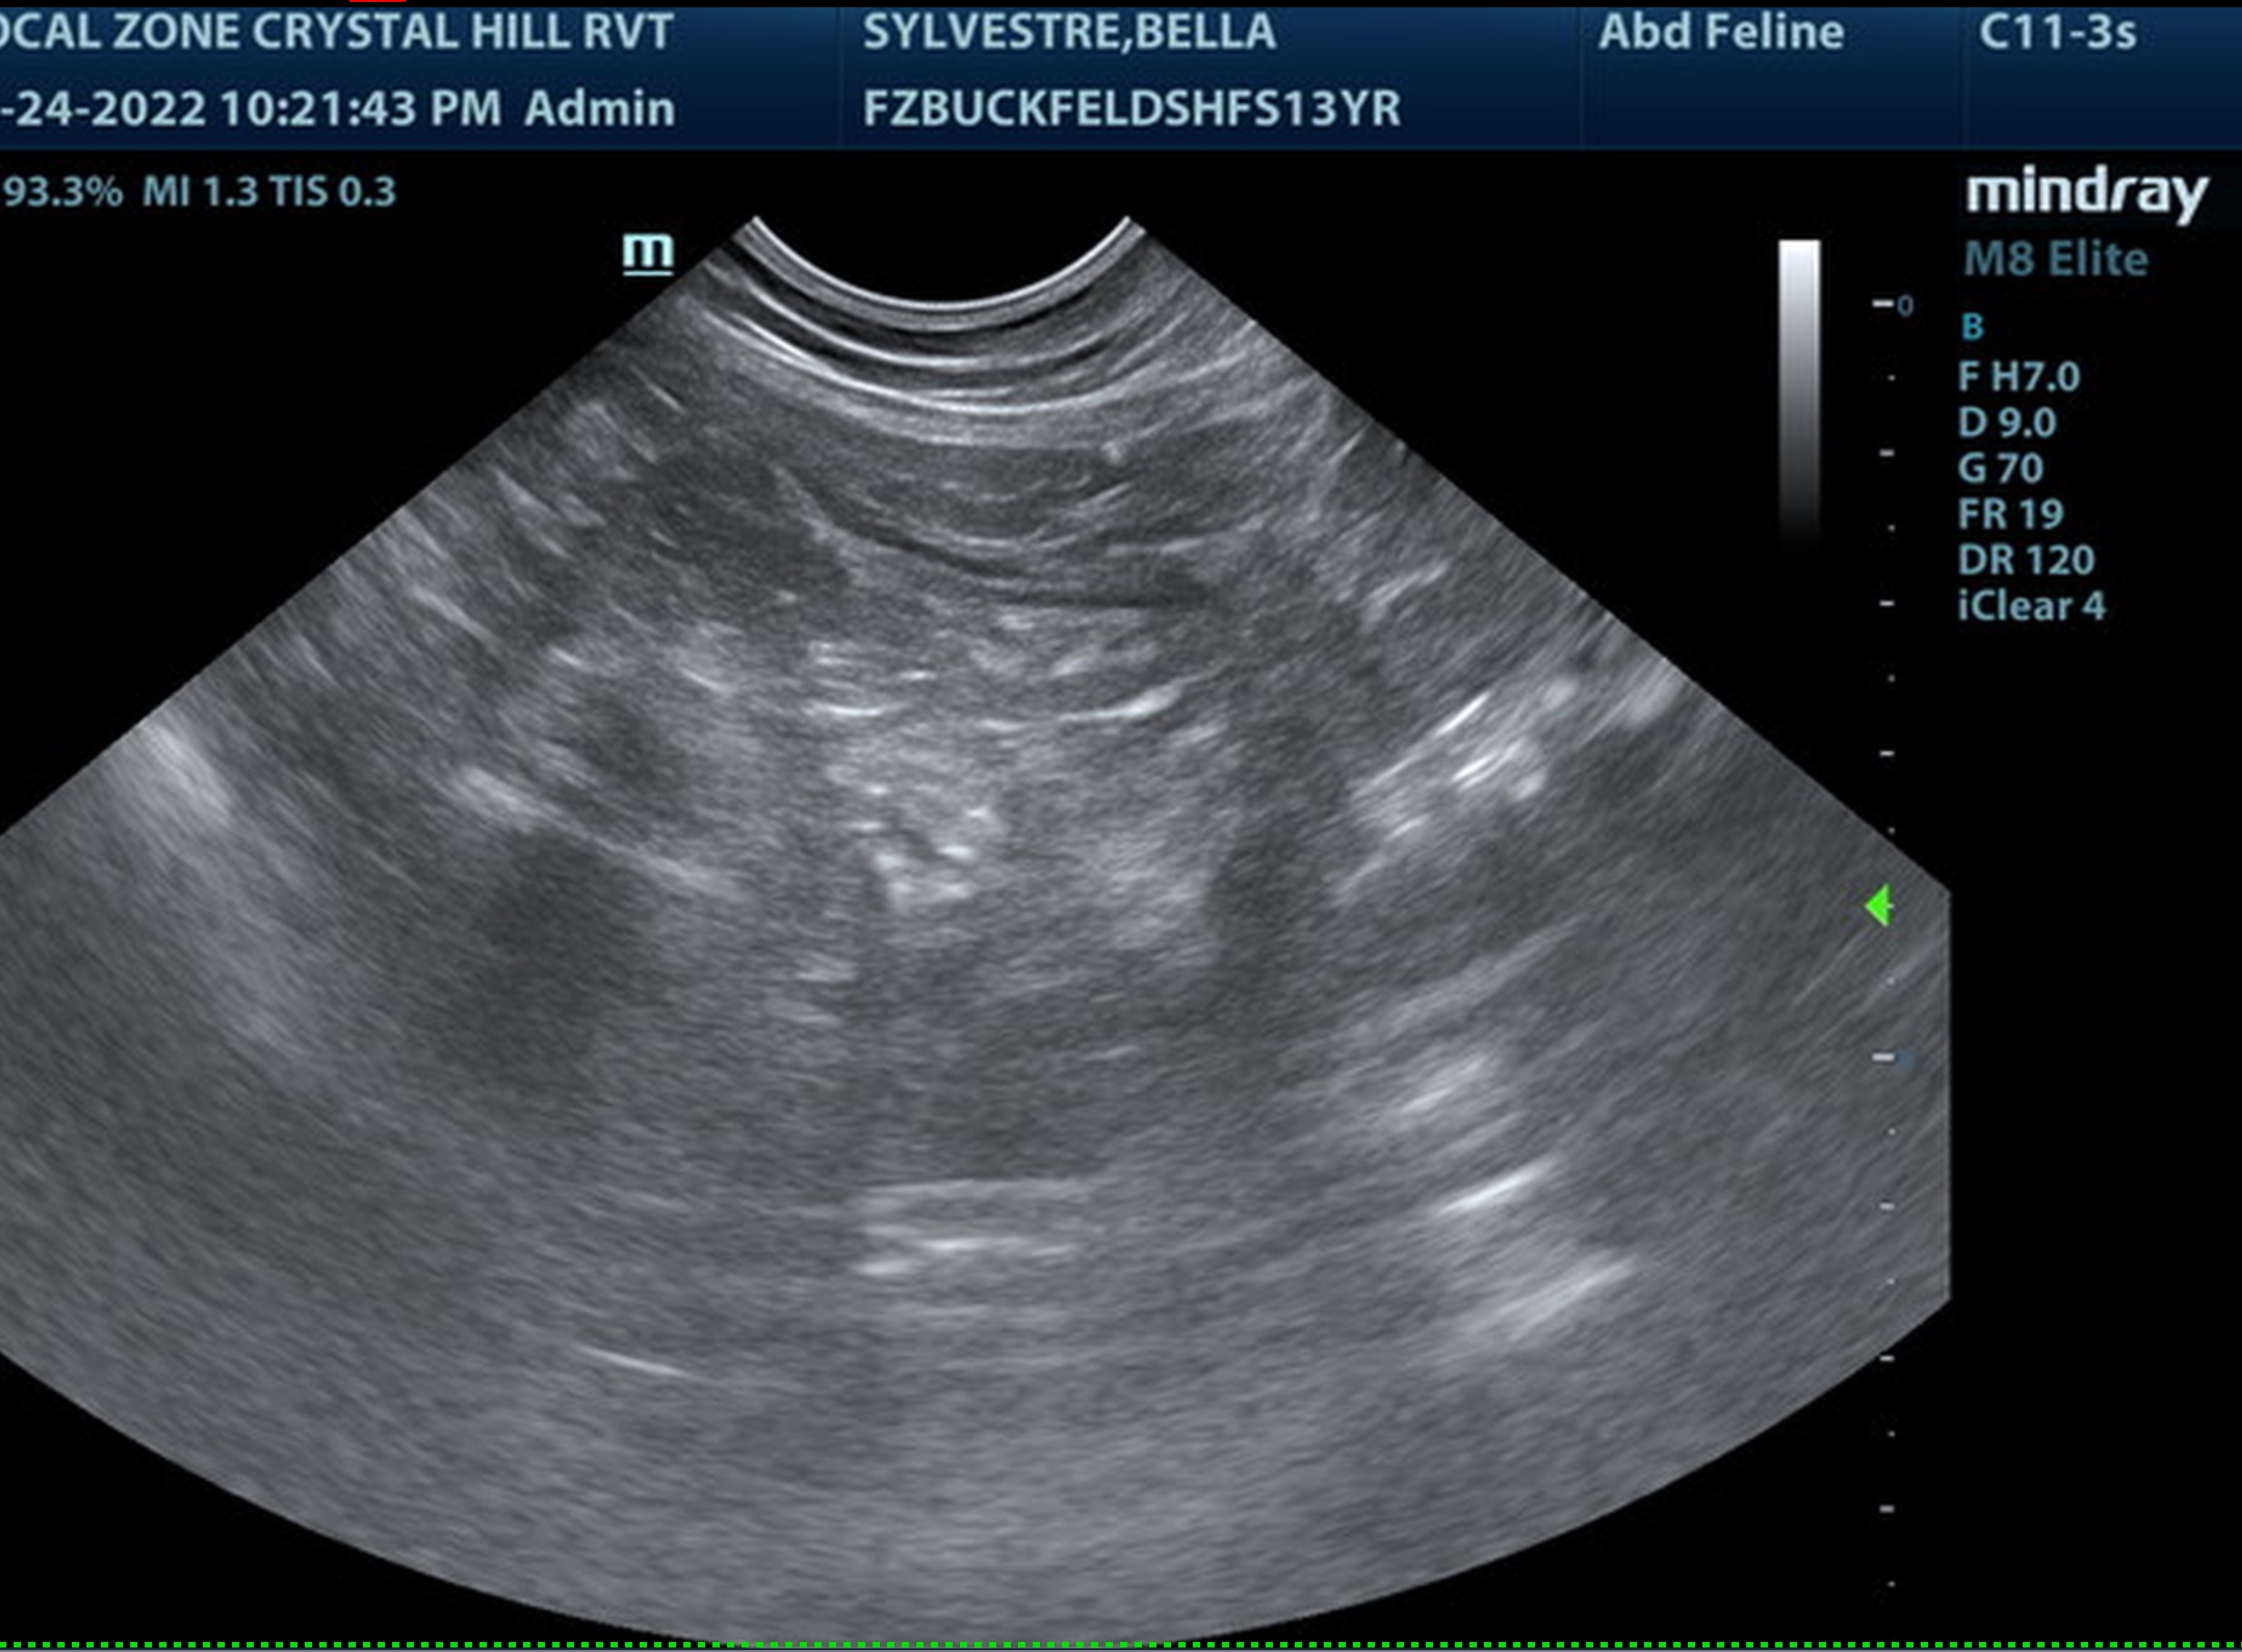 OCAL ZONE CRYSTAL HILL RVT
SYLVESTRE,BELLA
Abd Feline
C11-3s
-24-2022 10:21:43 PM Admin
FZBUCKFELDSHFS13YR
93.3% MI 1.3 TIS 0.3
mindray
m
M8 Elite
0
B
F H7.0
D 9.0
G 70
FR 19
DR 120
iClear 4